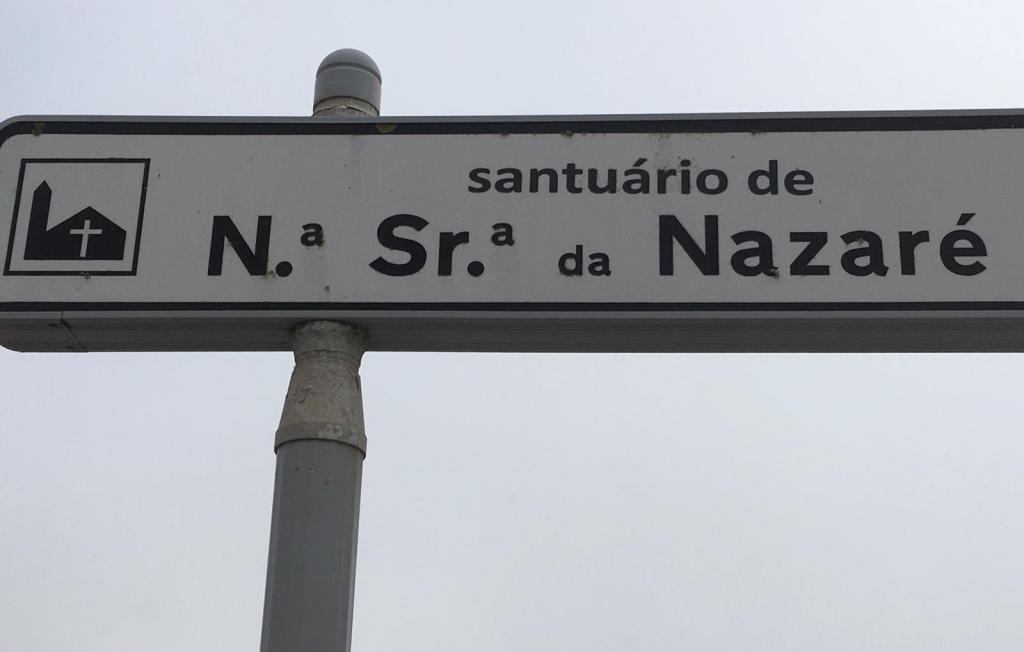 santuário de
N.ª Sr.ª da Nazaré